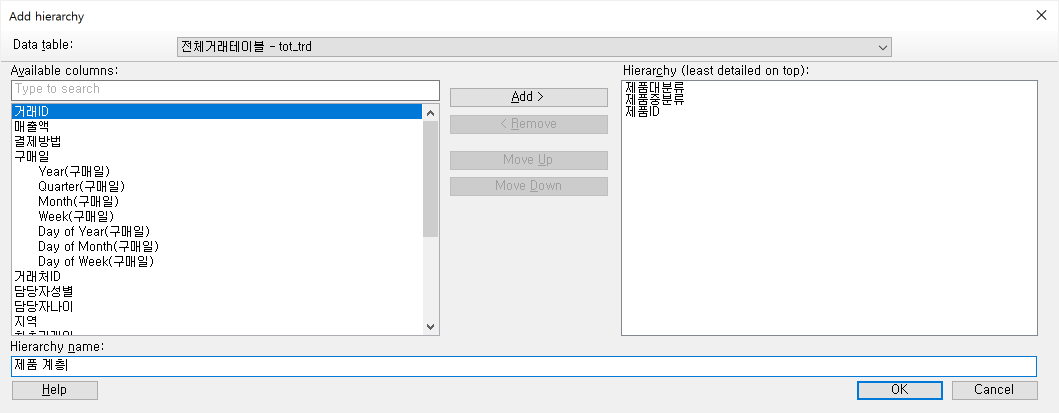 Add hierarchy
Data table:
전체거래테이블 - tot_trd
Available columns:
Type to search
거래ID
매출액
결제방법
구매일
Year(구매일)
Quarter(구매일)
Month(구매일)
Week(구매일)
Day of Year(구매일)
Day of Month(구매일)
Day of Week(구매일)
거래처ID
담당자성별
담당자나이
지역
Add >
< Remove
Move Up
Move Down
Hierarchy (least detailed on top):
제품대분류
제품중분류
제품ID
Hierarchy name:
제품 계층
Help
OK
Cancel